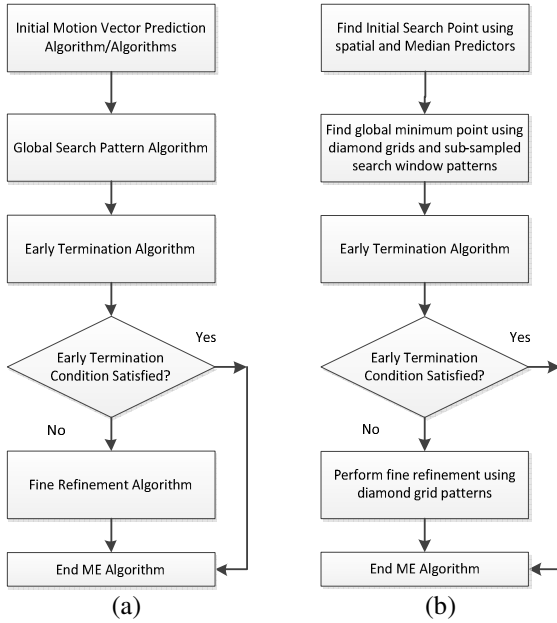 Initial Motion Vector Prediction
Algorithm/Algorithms
Global Search Pattern Algorithm
Early Termination Algorithm
Early Termination
Condition Satisfied?
Yes
No
Fine Refinement Algorithm
End ME Algorithm
(a)
Find Initial Search Point using
spatial and Median Predictors
Find global minimum point using
diamond grids and sub-sampled
search window patterns
Early Termination Algorithm
Early Termination
Condition Satisfied?
Yes
No
Perform fine refinement using
diamond grid patterns
End ME Algorithm
(b)